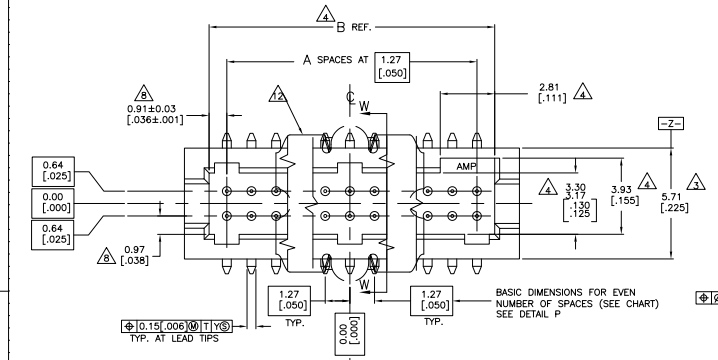 4
B REF.
A SPACES AT 1.27
[.050]
8
0.91±0.03
[.036±.001]
12
℄
W
2.81
[.111]
4
-Z-
0.64
[.025]
0.00
[.000]
0.64
[.025]
AMP
4
3.30
3.17
[.130
.125]
3.93
[.155]
4
5.71
[.225]
3
8
0.97
[.038]
W
1.27
[.050]
TYP.
0.00
[.000]
1.27
[.050]
TYP.
BASIC DIMENSIONS FOR EVEN
NUMBER OF SPACES (SEE CHART)
SEE DETAIL P
⌖ 0.15[.006]Ⓜ T YⓈ
TYP. AT LEAD TIPS